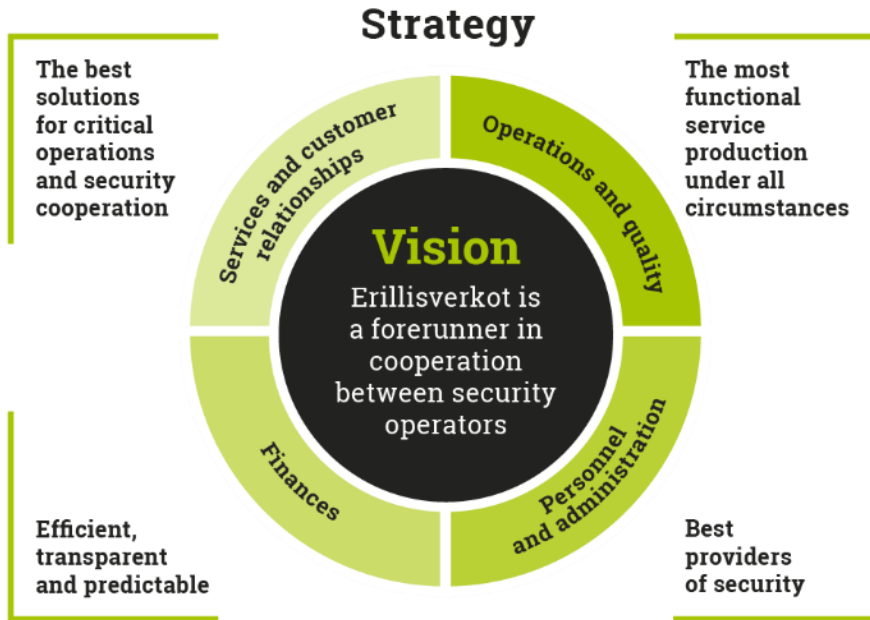 Strategy
The best
solutions
for critical
operations
and security
cooperation
Services and customer
relationships
Operations and quality
The most
functional
service
production
under all
circumstances
Vision
Erillisverkot is
a forerunner in
cooperation
between security
operators
Finances
Personnel
and administration
Efficient,
transparent
and predictable
Best
providers
of security